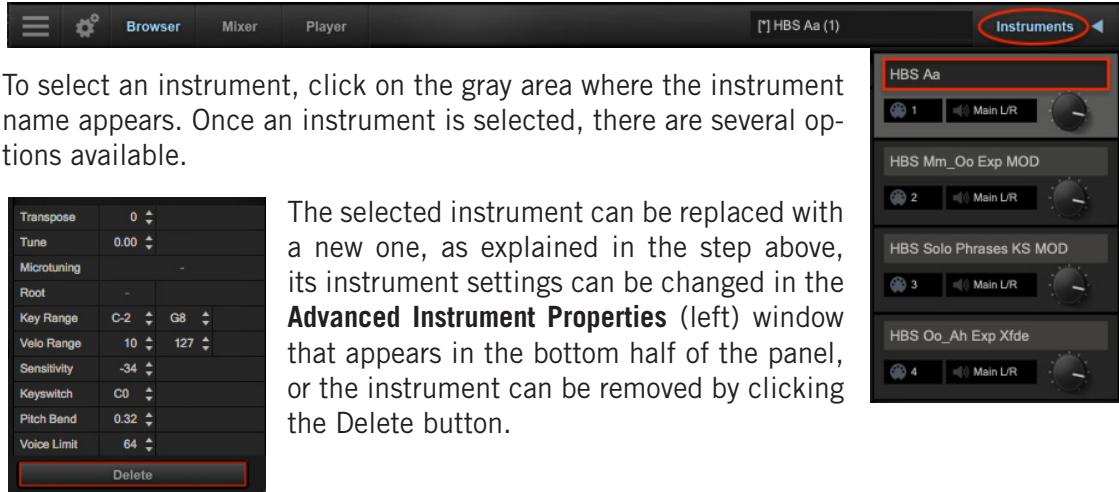 Browser Mixer Player [*] HBS Aa (1) Instruments
To select an instrument, click on the gray area where the instrument
name appears. Once an instrument is selected, there are several op-
tions available.
HBS Aa
1 Main L/R
HBS Mm_Oo Exp MOD
2 Main L/R
HBS Solo Phrases KS MOD
3 Main L/R
HBS Oo_Ah Exp Xfde
4 Main L/R
Transpose 0
Tune 0.00
Microtuning -
Root -
Key Range C-2 G8
Velo Range 10 127
Sensitivity -34
Keyswitch C0
Pitch Bend 0.32
Voice Limit 64
Delete
The selected instrument can be replaced with
a new one, as explained in the step above,
its instrument settings can be changed in the
Advanced Instrument Properties (left) window
that appears in the bottom half of the panel,
or the instrument can be removed by clicking
the Delete button.